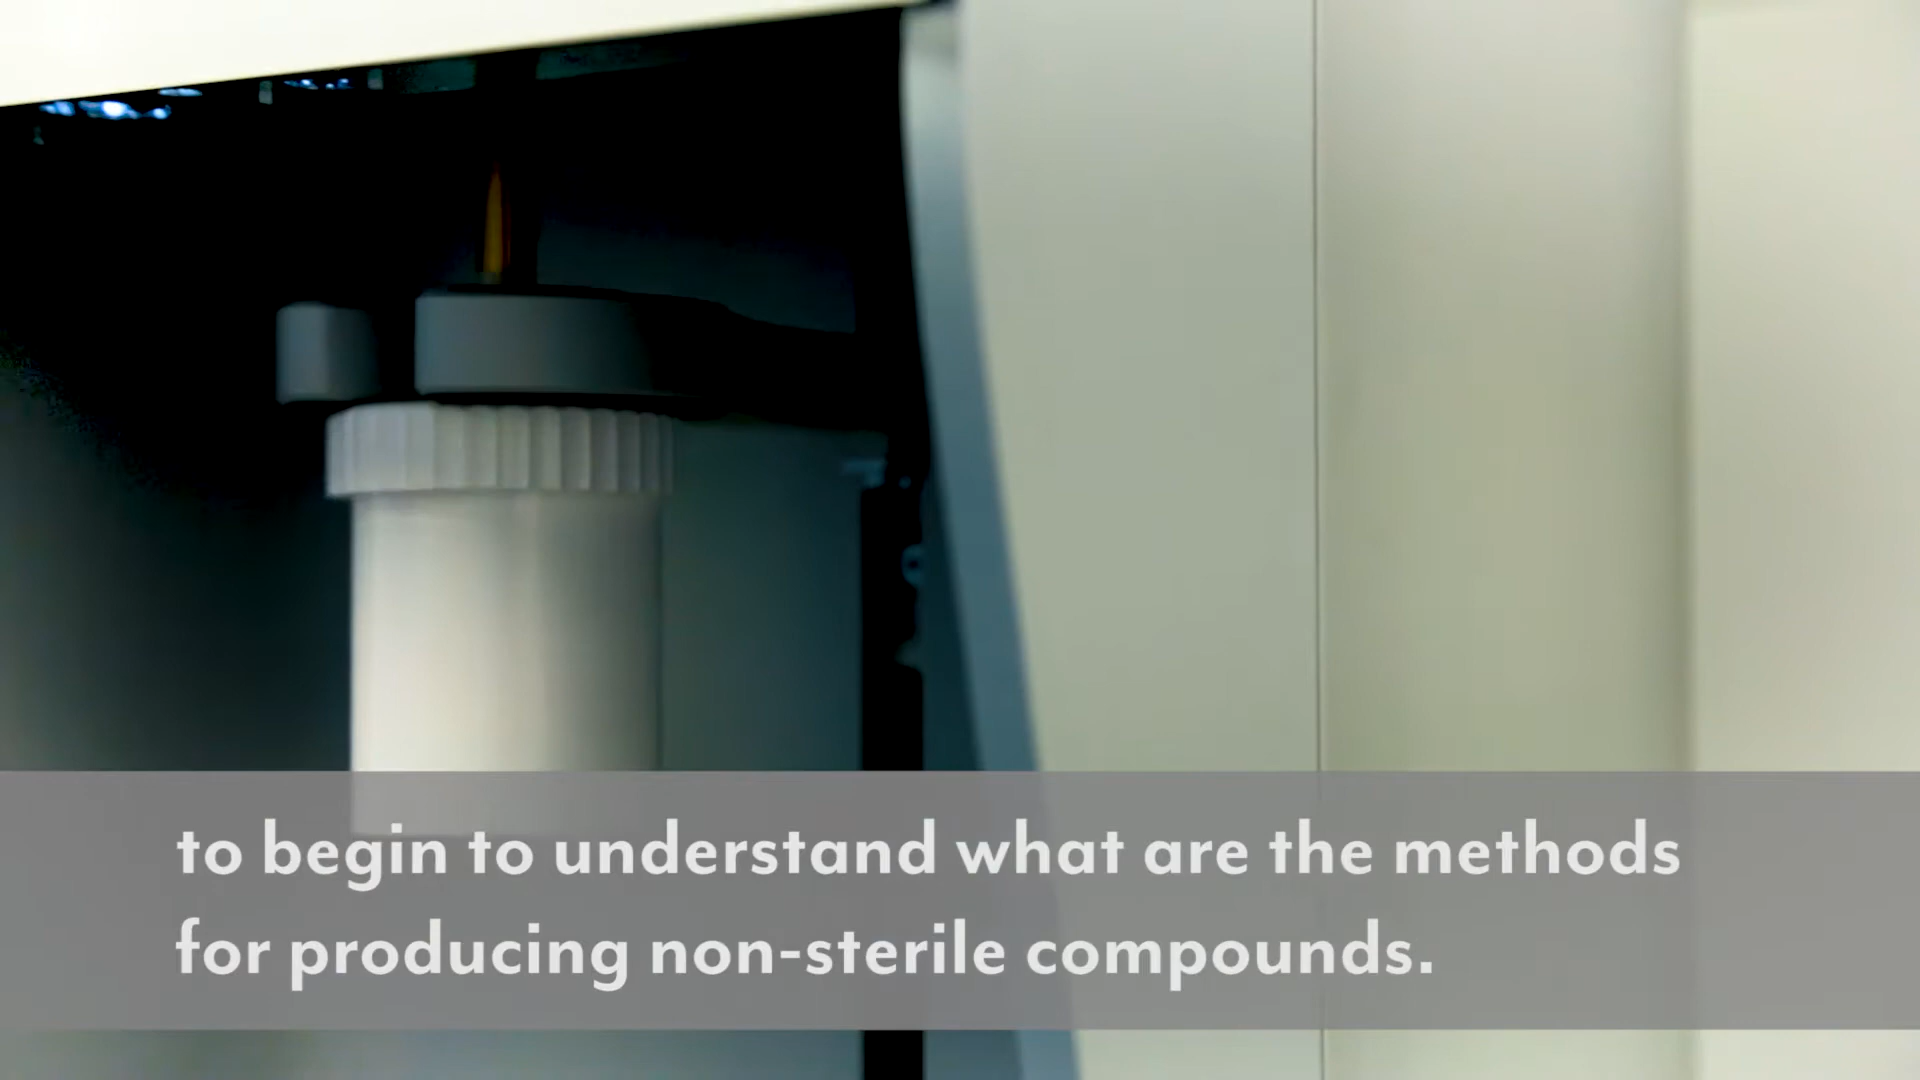 to begin to understand what are the methods
for producing non-sterile compounds.